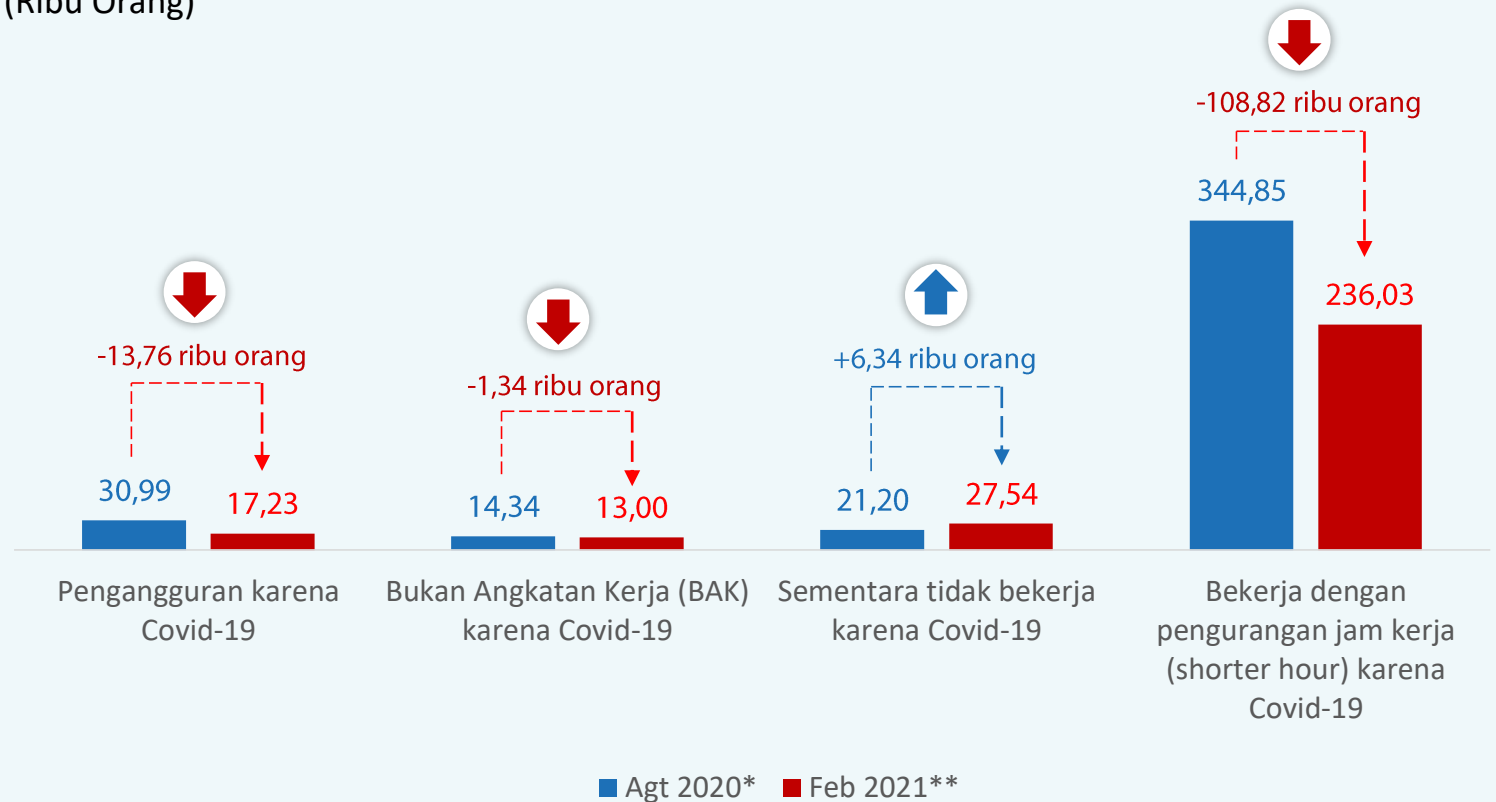 (Ribu Orang)
-108,82 ribu orang
344,85
236,03
-13,76 ribu orang
30,99
17,23
-1,34 ribu orang
14,34
13,00
+6,34 ribu orang
21,20
27,54
Pengangguran karena
Covid-19
Bukan Angkatan Kerja (BAK)
karena Covid-19
Sementara tidak bekerja
karena Covid-19
Bekerja dengan
pengurangan jam kerja
(shorter hour) karena
Covid-19
Agt 2020* Feb 2021**